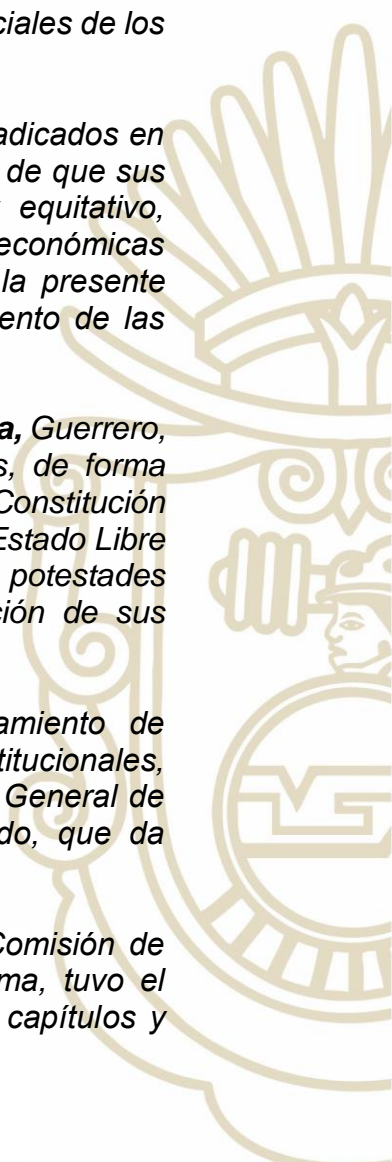 ciales de los
adicados en
de que sus
equitativo,
económicas
la presente
ento de las
a, Guerrero,
s, de forma
Constitución
Estado Libre
potestades
ción de sus
amiento de
titucionales,
General de
do, que da
Comisión de
ma, tuvo el
capítulos y